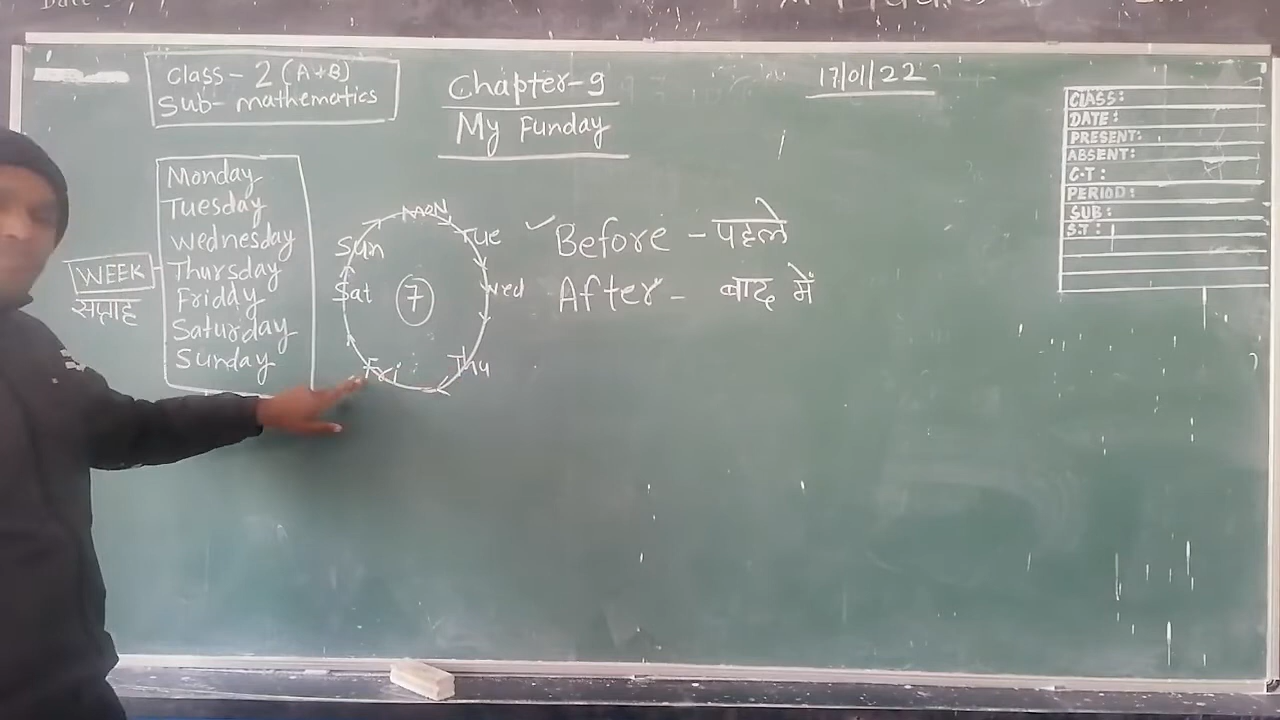 Date :
Class - 2 (A+B)
Sub- mathematics
Chapter-9
My Funday
17/01/22
CLASS:
DATE :
PRESENT:
ABSENT:
C.T :
PERIOD:
SUB :
S.T :
WEEK
सप्ताह
Monday
Tuesday
Wednesday
Thursday
Friday
Saturday
Sunday
MON
Tue
Wed
Thu
Fri
Sat
Sun
7
✓ Before - पहले
After - बाद में